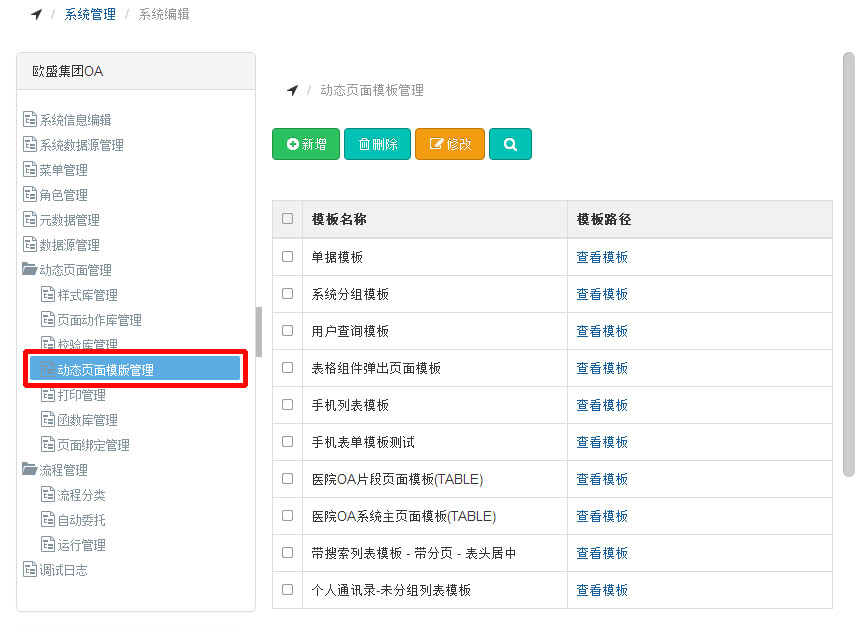 / 系统管理 / 系统编辑
欧盛集团OA
系统信息编辑
系统数据源管理
菜单管理
角色管理
元数据管理
数据源管理
动态页面管理
样式库管理
页面动作库管理
校验库管理
动态页面模版管理
打印管理
函数库管理
页面绑定管理
流程管理
流程分类
自动委托
运行管理
调试日志
/ 动态页面模板管理
新增 删除 修改
模板名称 模板路径
单据模板 查看模板
系统分组模板 查看模板
用户查询模板 查看模板
表格组件弹出页面模板 查看模板
手机列表模板 查看模板
手机表单模板测试 查看模板
医院OA片段页面模板(TABLE) 查看模板
医院OA系统主页面模板(TABLE) 查看模板
带搜索列表模板 - 带分页 - 表头居中 查看模板
个人通讯录-未分组列表模板 查看模板